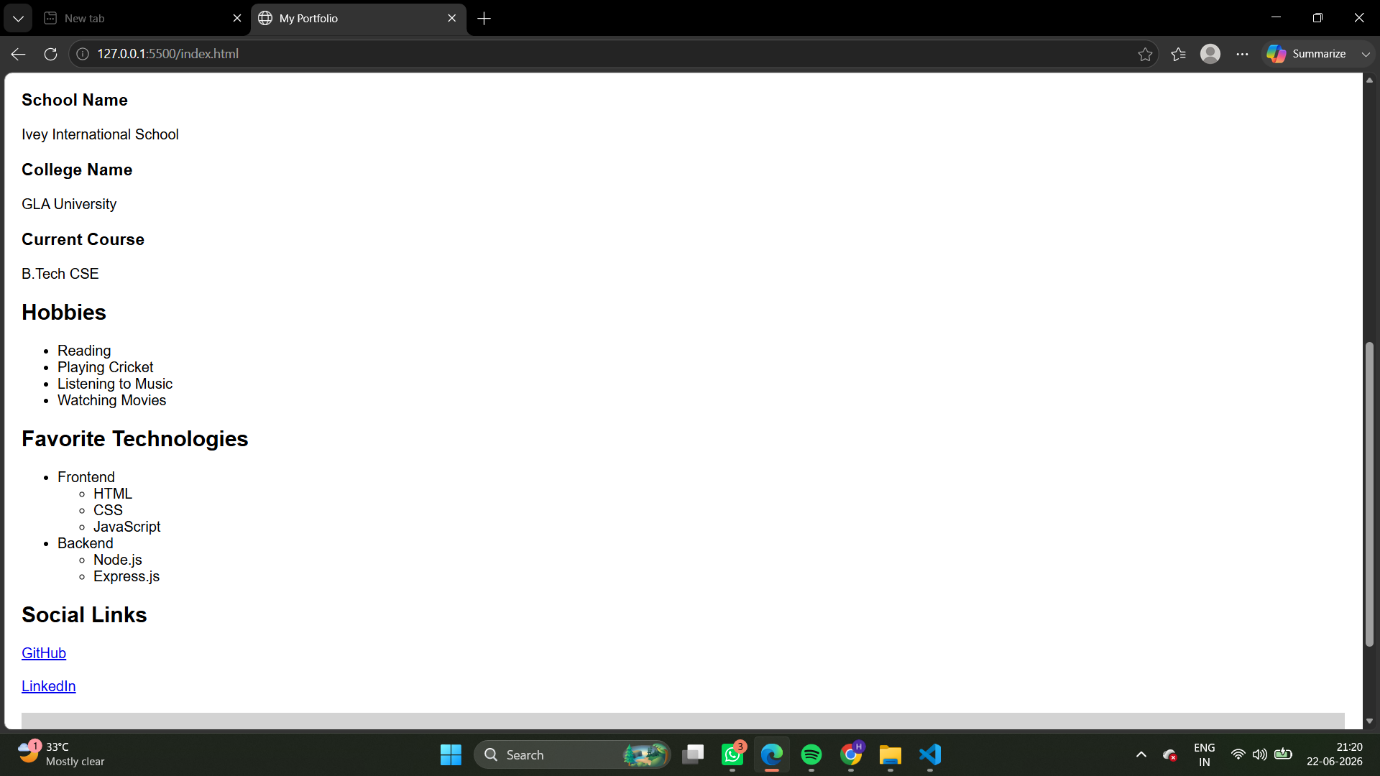 New tab
My Portfolio
127.0.0.1:5500/index.html
Summarize
School Name
Ivey International School
College Name
GLA University
Current Course
B.Tech CSE
Hobbies
Reading
Playing Cricket
Listening to Music
Watching Movies
Favorite Technologies
Frontend
HTML
CSS
JavaScript
Backend
Node.js
Express.js
Social Links
GitHub
LinkedIn
1
33°C
Mostly clear
Search
3
H
ENG
IN
21:20
22-06-2026